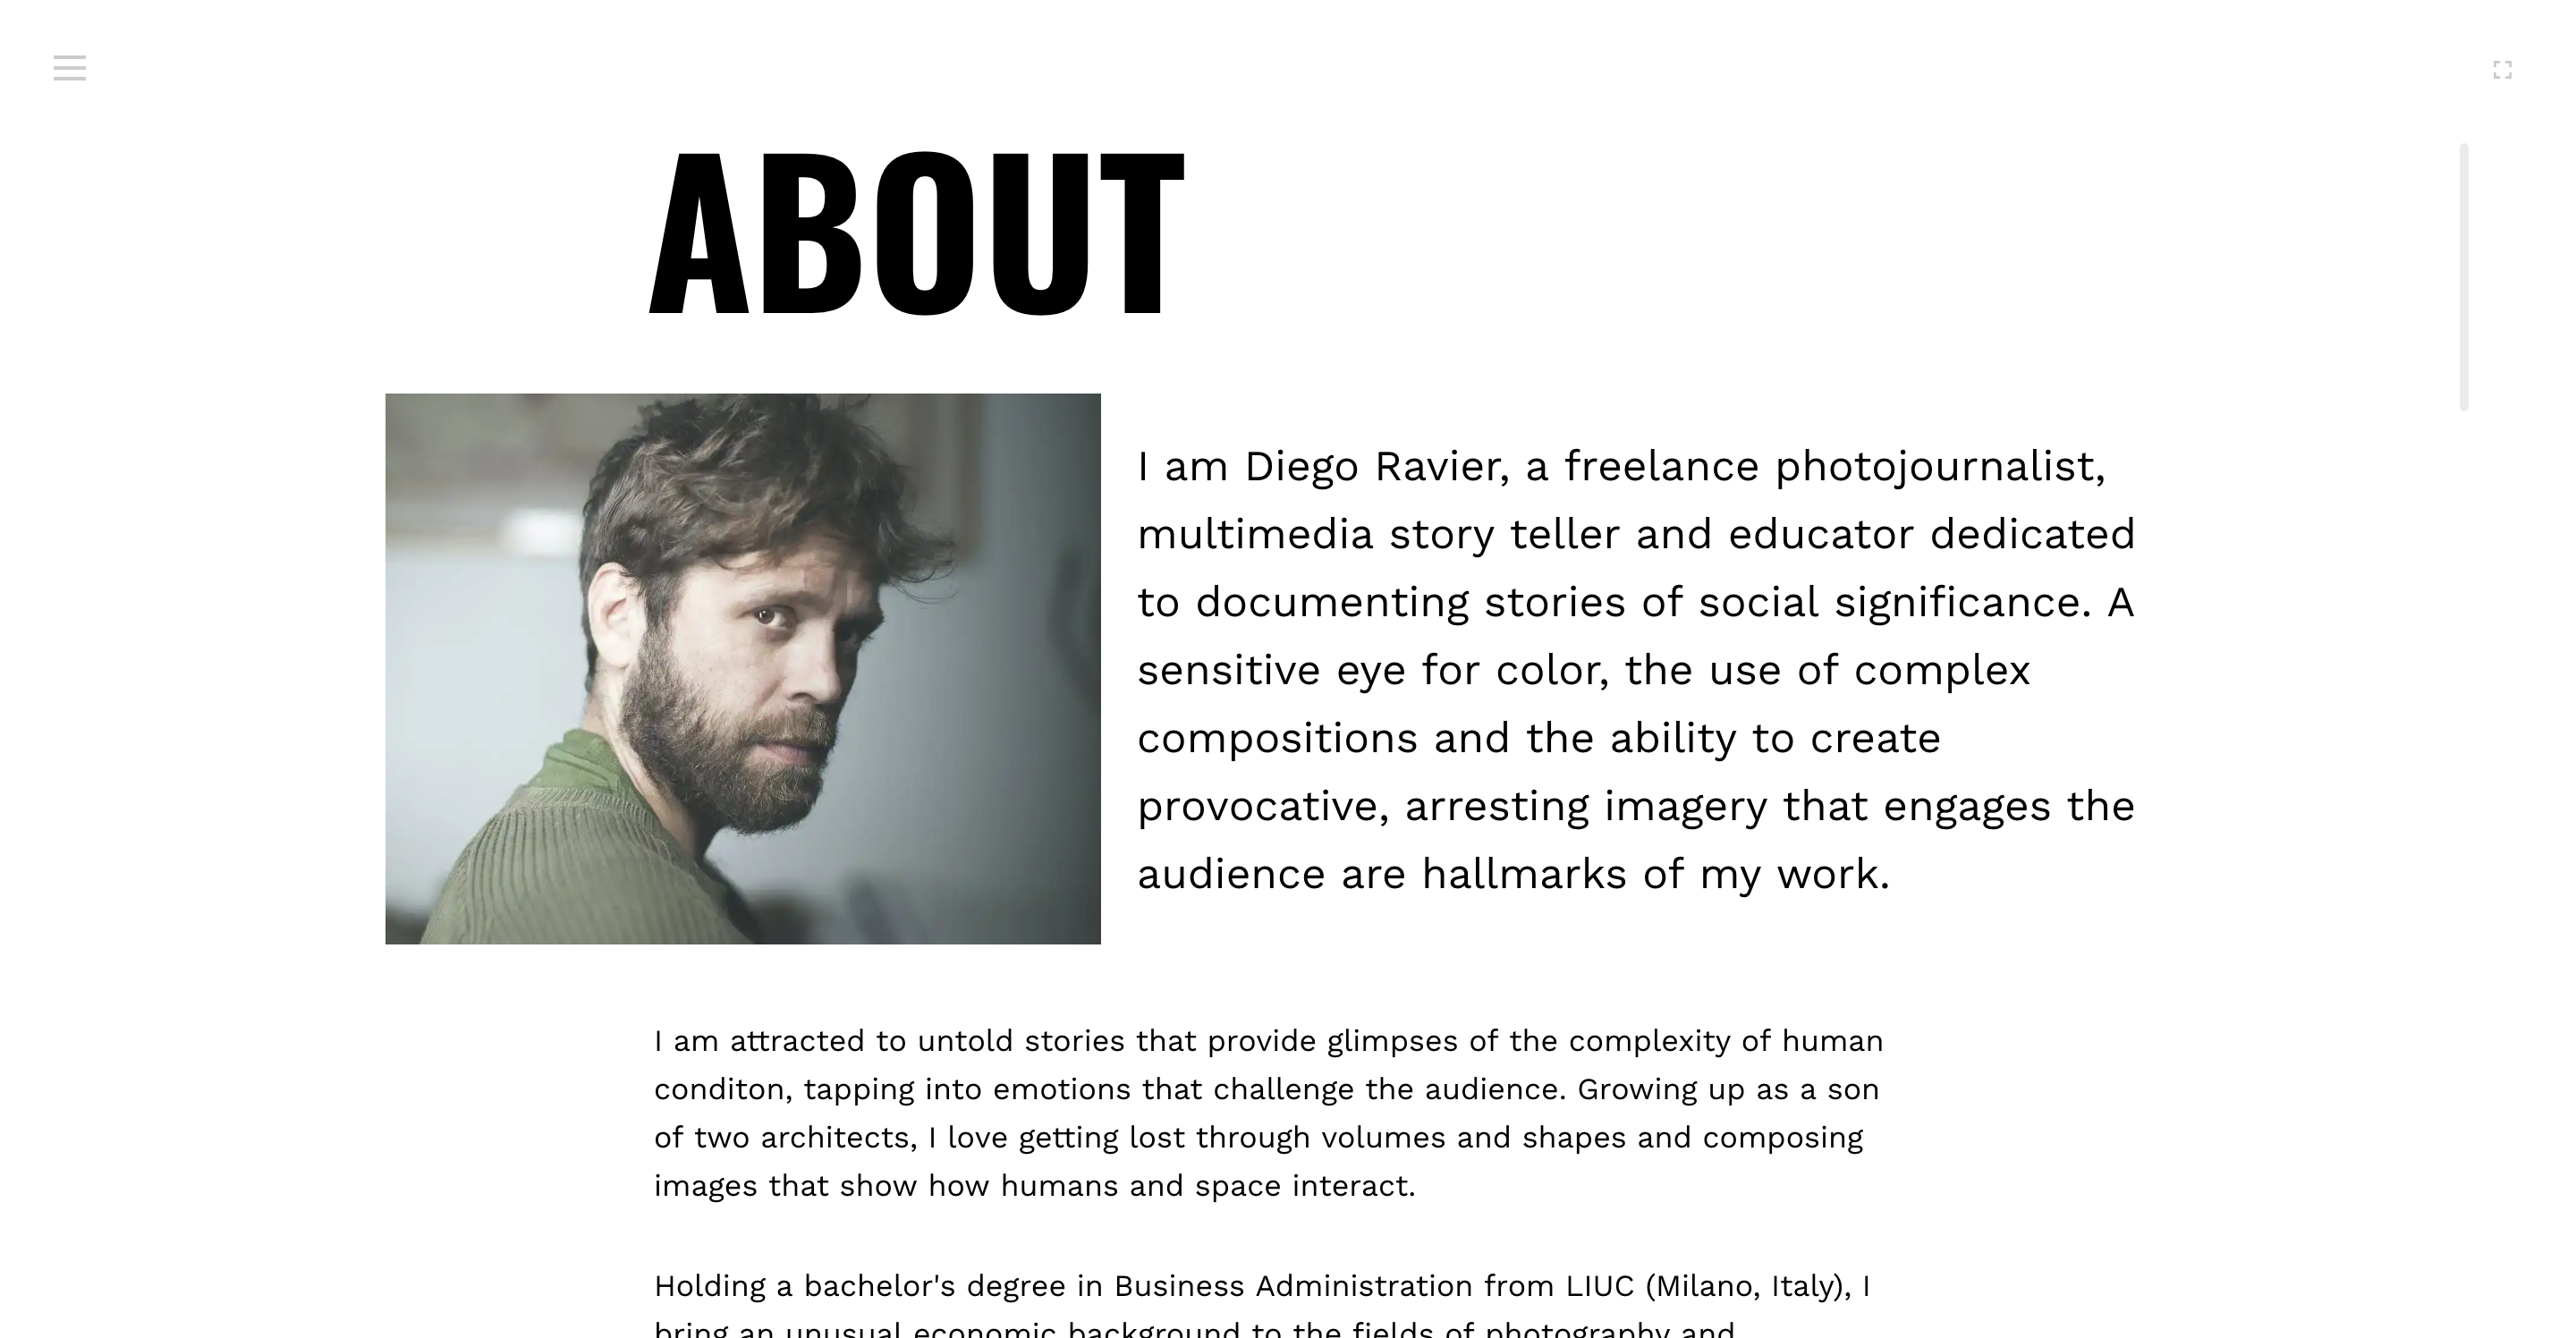 ABOUT
I am Diego Ravier, a freelance photojournalist,
multimedia story teller and educator dedicated
to documenting stories of social significance. A
sensitive eye for color, the use of complex
compositions and the ability to create
provocative, arresting imagery that engages the
audience are hallmarks of my work.
I am attracted to untold stories that provide glimpses of the complexity of human
conditon, tapping into emotions that challenge the audience. Growing up as a son
of two architects, I love getting lost through volumes and shapes and composing
images that show how humans and space interact.
Holding a bachelor's degree in Business Administration from LIUC (Milano, Italy), I
bring an unusual economic background to the fields of photography and